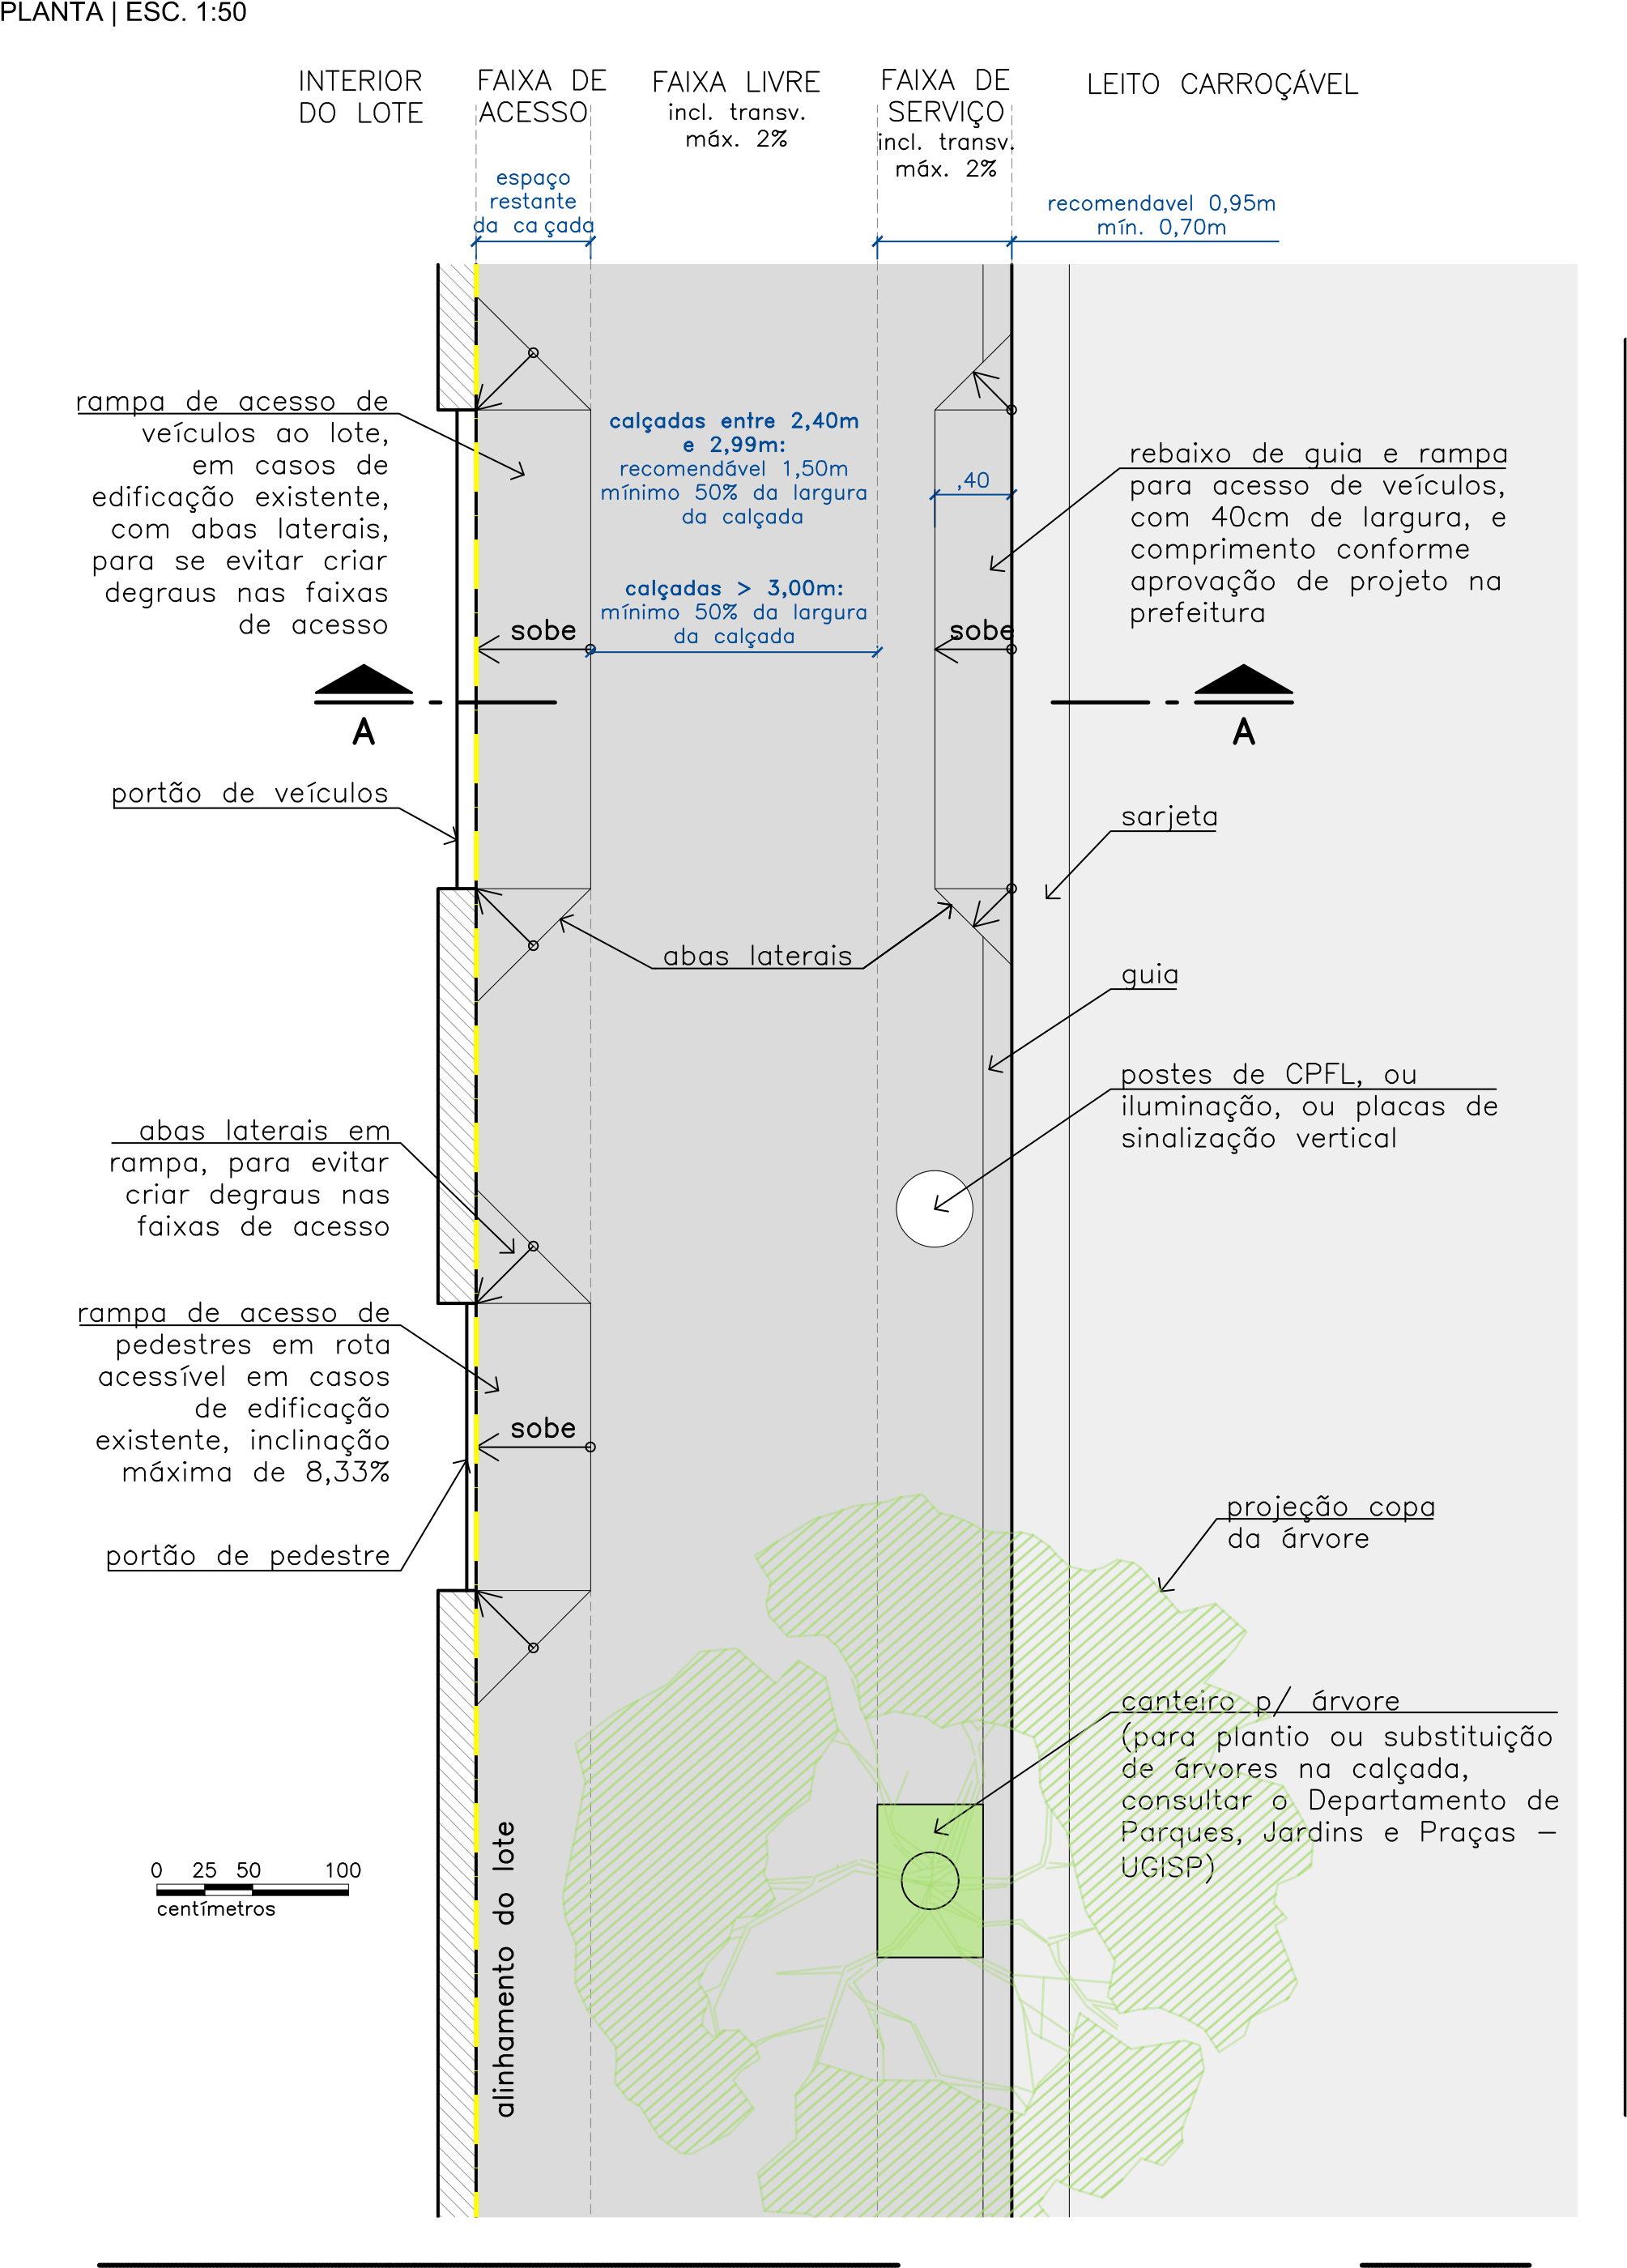 PLANTA | ESC. 1:50
INTERIOR
DO LOTE
FAIXA DE
ACESSO
FAIXA LIVRE
incl. transv.
máx. 2%
FAIXA DE
SERVIÇO
incl. transv.
máx. 2%
LEITO CARROÇÁVEL
espaço
restante
da calçada
recomendavel 0,95m
mín. 0,70m
rampa de acesso de
veículos ao lote,
em casos de
edificação existente,
com abas laterais,
para se evitar criar
degraus nas faixas
de acesso
calçadas entre 2,40m
e 2,99m:
recomendável 1,50m
mínimo 50% da largura
da calçada
calçadas > 3,00m:
mínimo 50% da largura
da calçada
,40
rebaixo de guia e rampa
para acesso de veículos,
com 40cm de largura, e
comprimento conforme
aprovação de projeto na
prefeitura
sobe
sobe
A
A
portão de veículos
sarjeta
abas laterais
guia
postes de CPFL, ou
iluminação, ou placas de
sinalização vertical
abas laterais em
rampa, para evitar
criar degraus nas
faixas de acesso
rampa de acesso de
pedestres em rota
acessível em casos
de edificação
existente, inclinação
máxima de 8,33%
sobe
portão de pedestre
projeção copa
da árvore
canteiro p/ árvore
(para plantio ou substituição
de árvores na calçada,
consultar o Departamento de
Parques, Jardins e Praças –
UGISP)
alinhamento do lote
0 25 50 100
centímetros